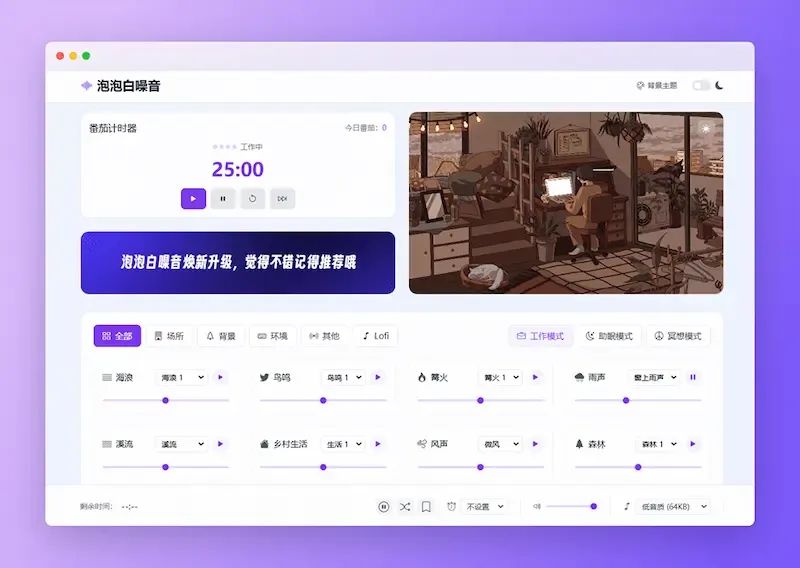 泡泡白噪音
背景主题
番茄计时器
今日番茄：0
工作中
25:00
泡泡白噪音焕新升级，觉得不错记得推荐哦
全部 场所 背景 环境 其他 Lofi
工作模式 助眠模式 冥想模式
海浪 海浪 1 鸟鸣 鸟鸣 1 篝火 篝火 1 雨声 窗上雨声
溪流 溪流 乡村生活 生活 1 风声 微风 森林 森林 1
剩余时间： --:--
不设置
低音质 (64KB)